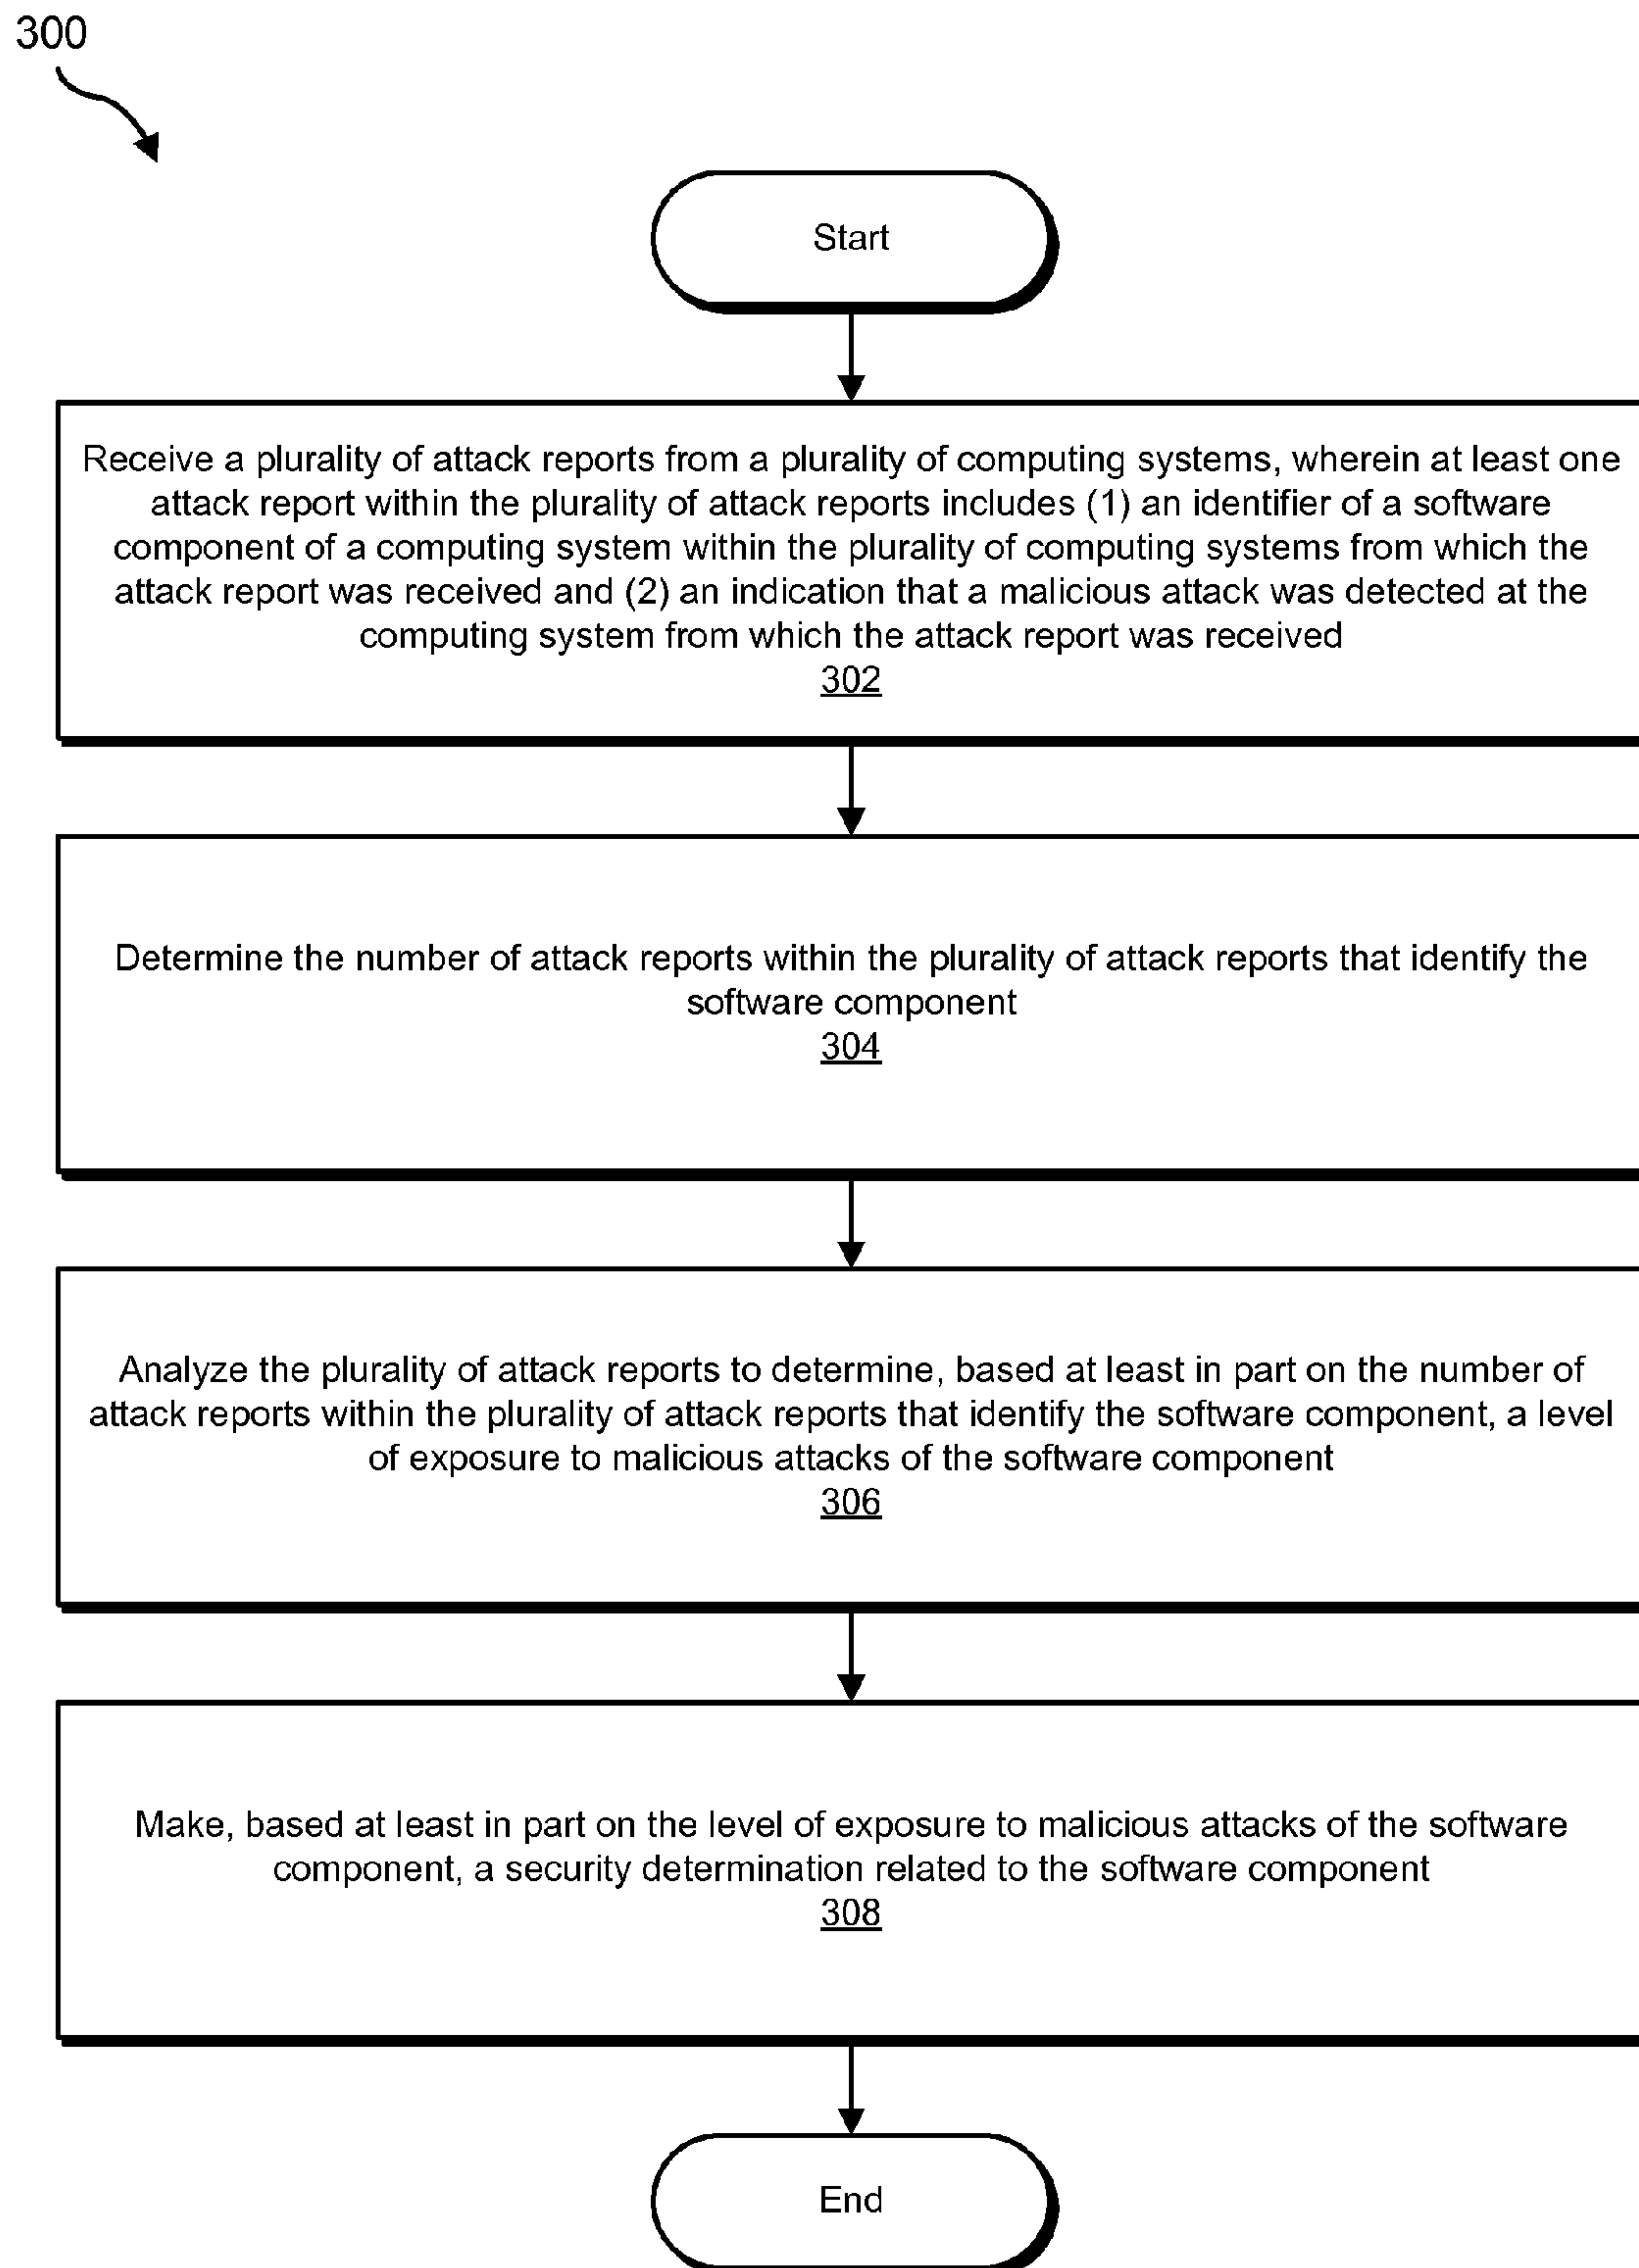 300
Start
Receive a plurality of attack reports from a plurality of computing systems, wherein at least one
attack report within the plurality of attack reports includes (1) an identifier of a software
component of a computing system within the plurality of computing systems from which the
attack report was received and (2) an indication that a malicious attack was detected at the
computing system from which the attack report was received
302
Determine the number of attack reports within the plurality of attack reports that identify the
software component
304
Analyze the plurality of attack reports to determine, based at least in part on the number of
attack reports within the plurality of attack reports that identify the software component, a level
of exposure to malicious attacks of the software component
306
Make, based at least in part on the level of exposure to malicious attacks of the software
component, a security determination related to the software component
308
End